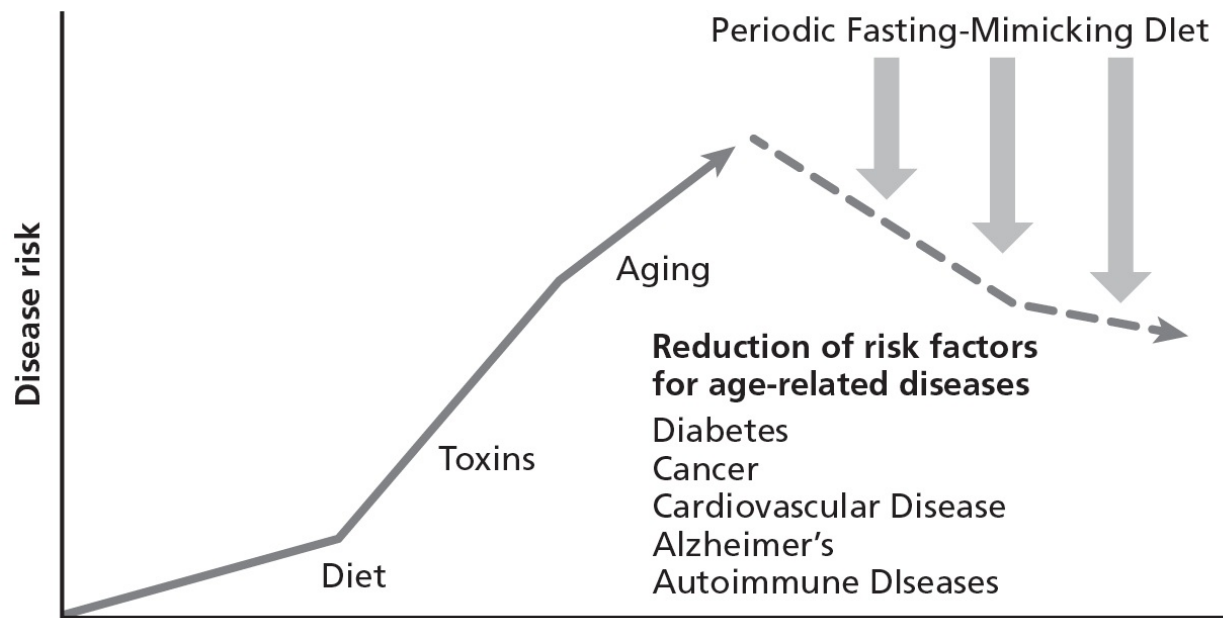 Periodic Fasting-Mimicking DIet
Disease risk
Aging
Toxins
Diet
Reduction of risk factors
for age-related diseases
Diabetes
Cancer
Cardiovascular Disease
Alzheimer’s
Autoimmune DIseases